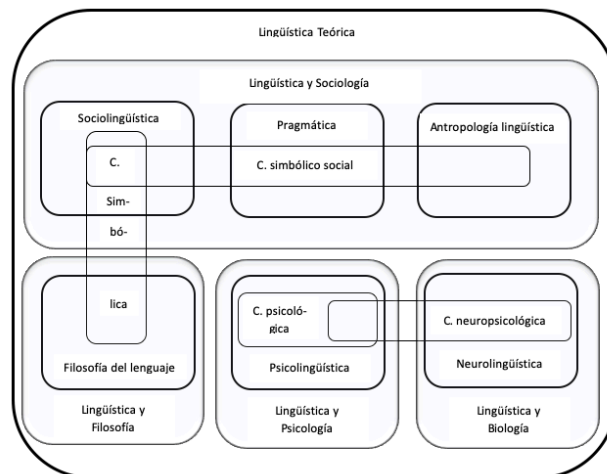 Lingüística Teórica
Lingüística y Sociología
Sociolingüística
Pragmática
Antropología lingüística
C.
C. simbólico social
Sim-
bó-
lica
Filosofía del lenguaje
Lingüística y
Filosofía
C. psicoló-
gica
Psicolingüística
Lingüística y
Psicología
C. neuropsicológica
Neurolingüística
Lingüística y
Biología